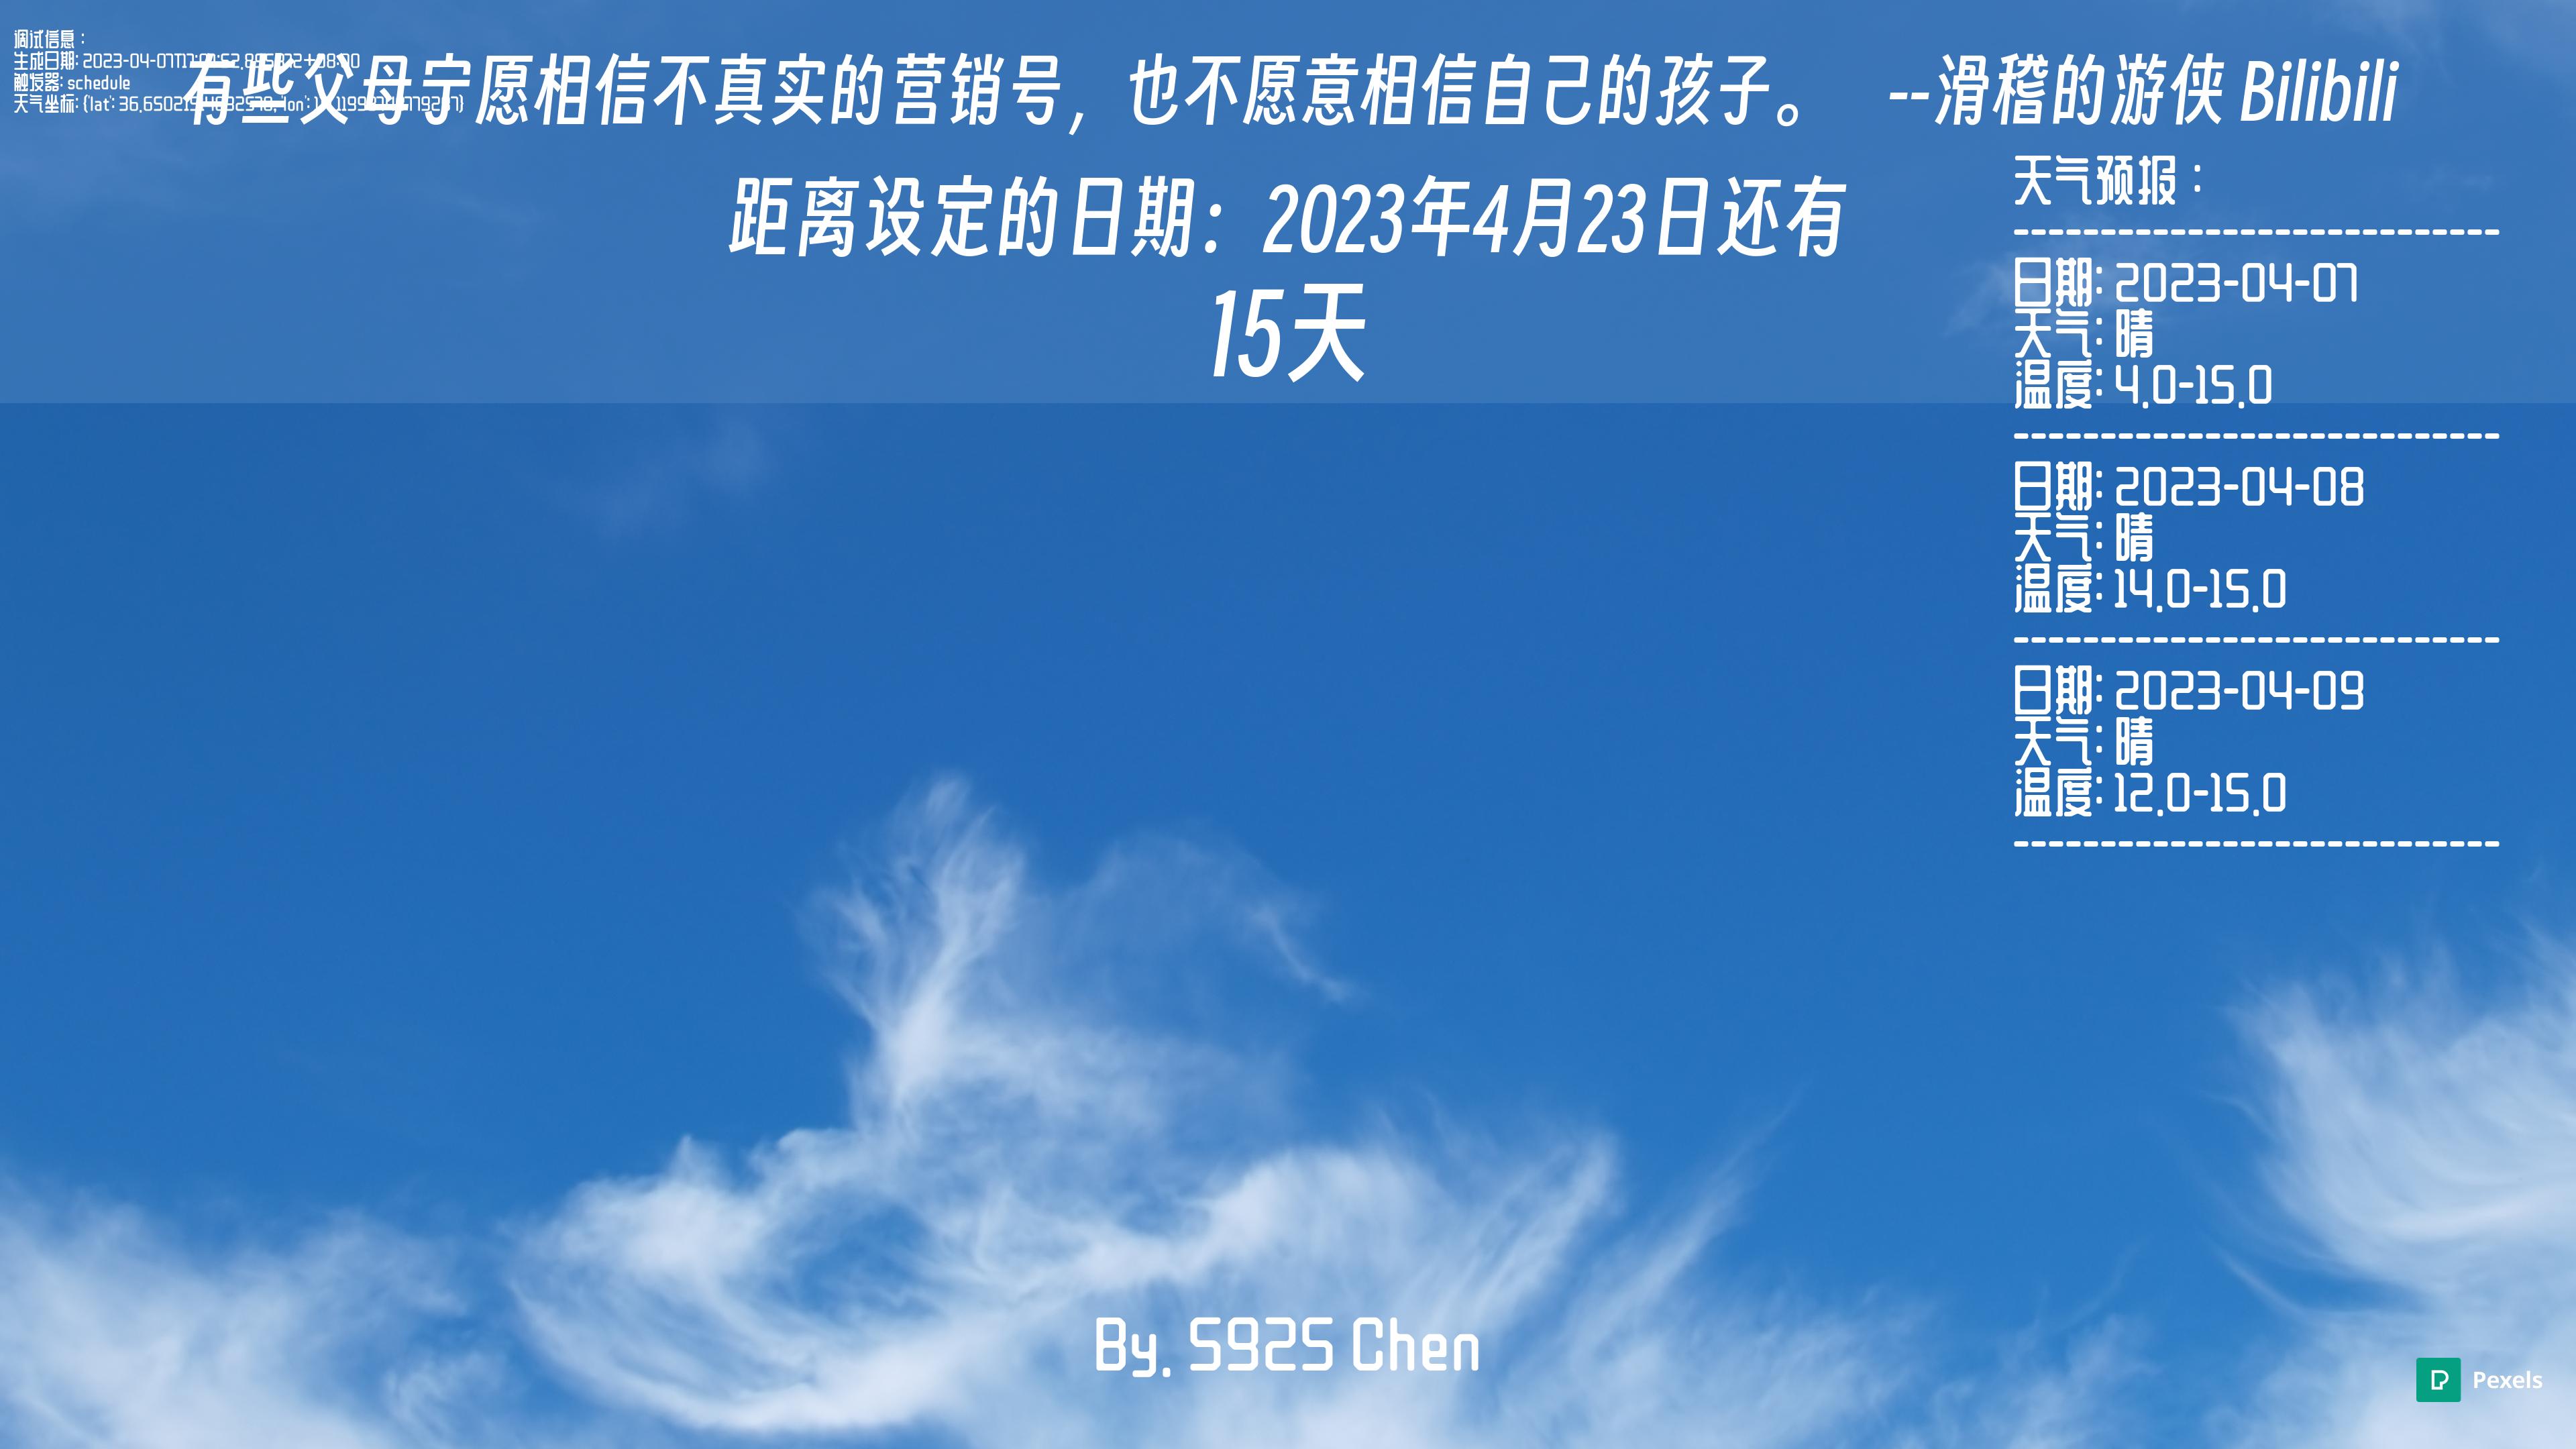 调试信息：
生成日期: 2023-04-07T17:
触发器: schedule
天气坐标: {'lat': 36.65021
有些父母宁愿相信不真实的营销号，也不愿意相信自己的孩子。 --滑稽的游侠 Bilibili
距离设定的日期：2023年4月23日还有
15天
天气预报：
----------------------------
日期: 2023-04-07
天气: 晴
温度: 4.0-15.0
----------------------------
日期: 2023-04-08
天气: 晴
温度: 14.0-15.0
----------------------------
日期: 2023-04-09
天气: 晴
温度: 12.0-15.0
----------------------------
By. S925 Chen
Pexels